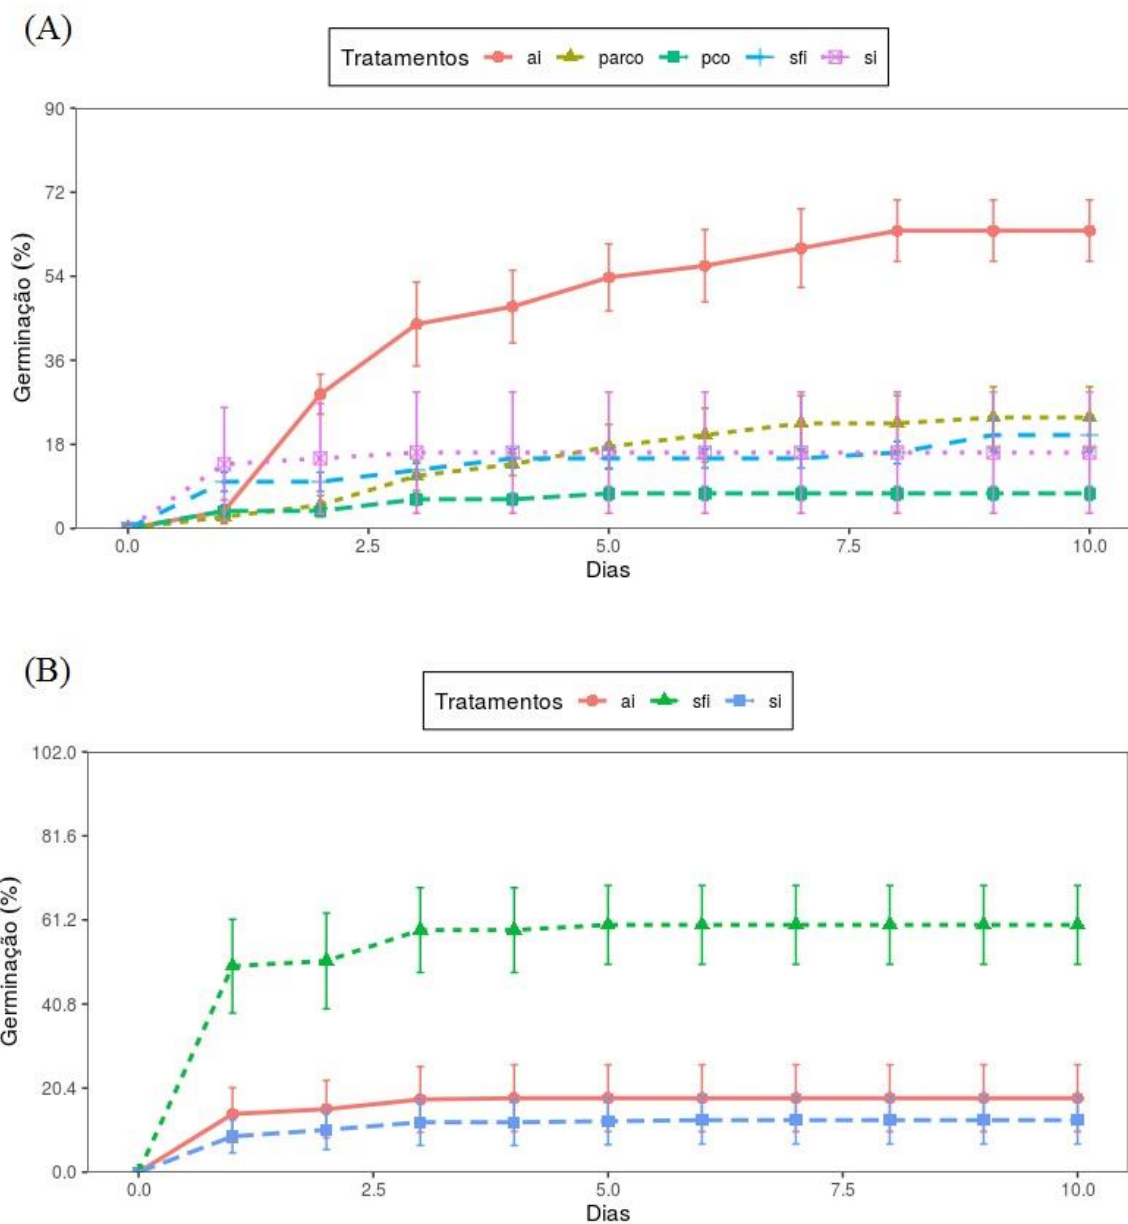 (A)
Tratamentos ai parco pco sfi si
90
72
54
36
18
0
Germinação (%)
0.0 2.5 5.0 7.5 10.0
Dias
(B)
Tratamentos ai sfi si
102.0
81.6
61.2
40.8
20.4
0.0
Germinação (%)
0.0 2.5 5.0 7.5 10.0
Dias